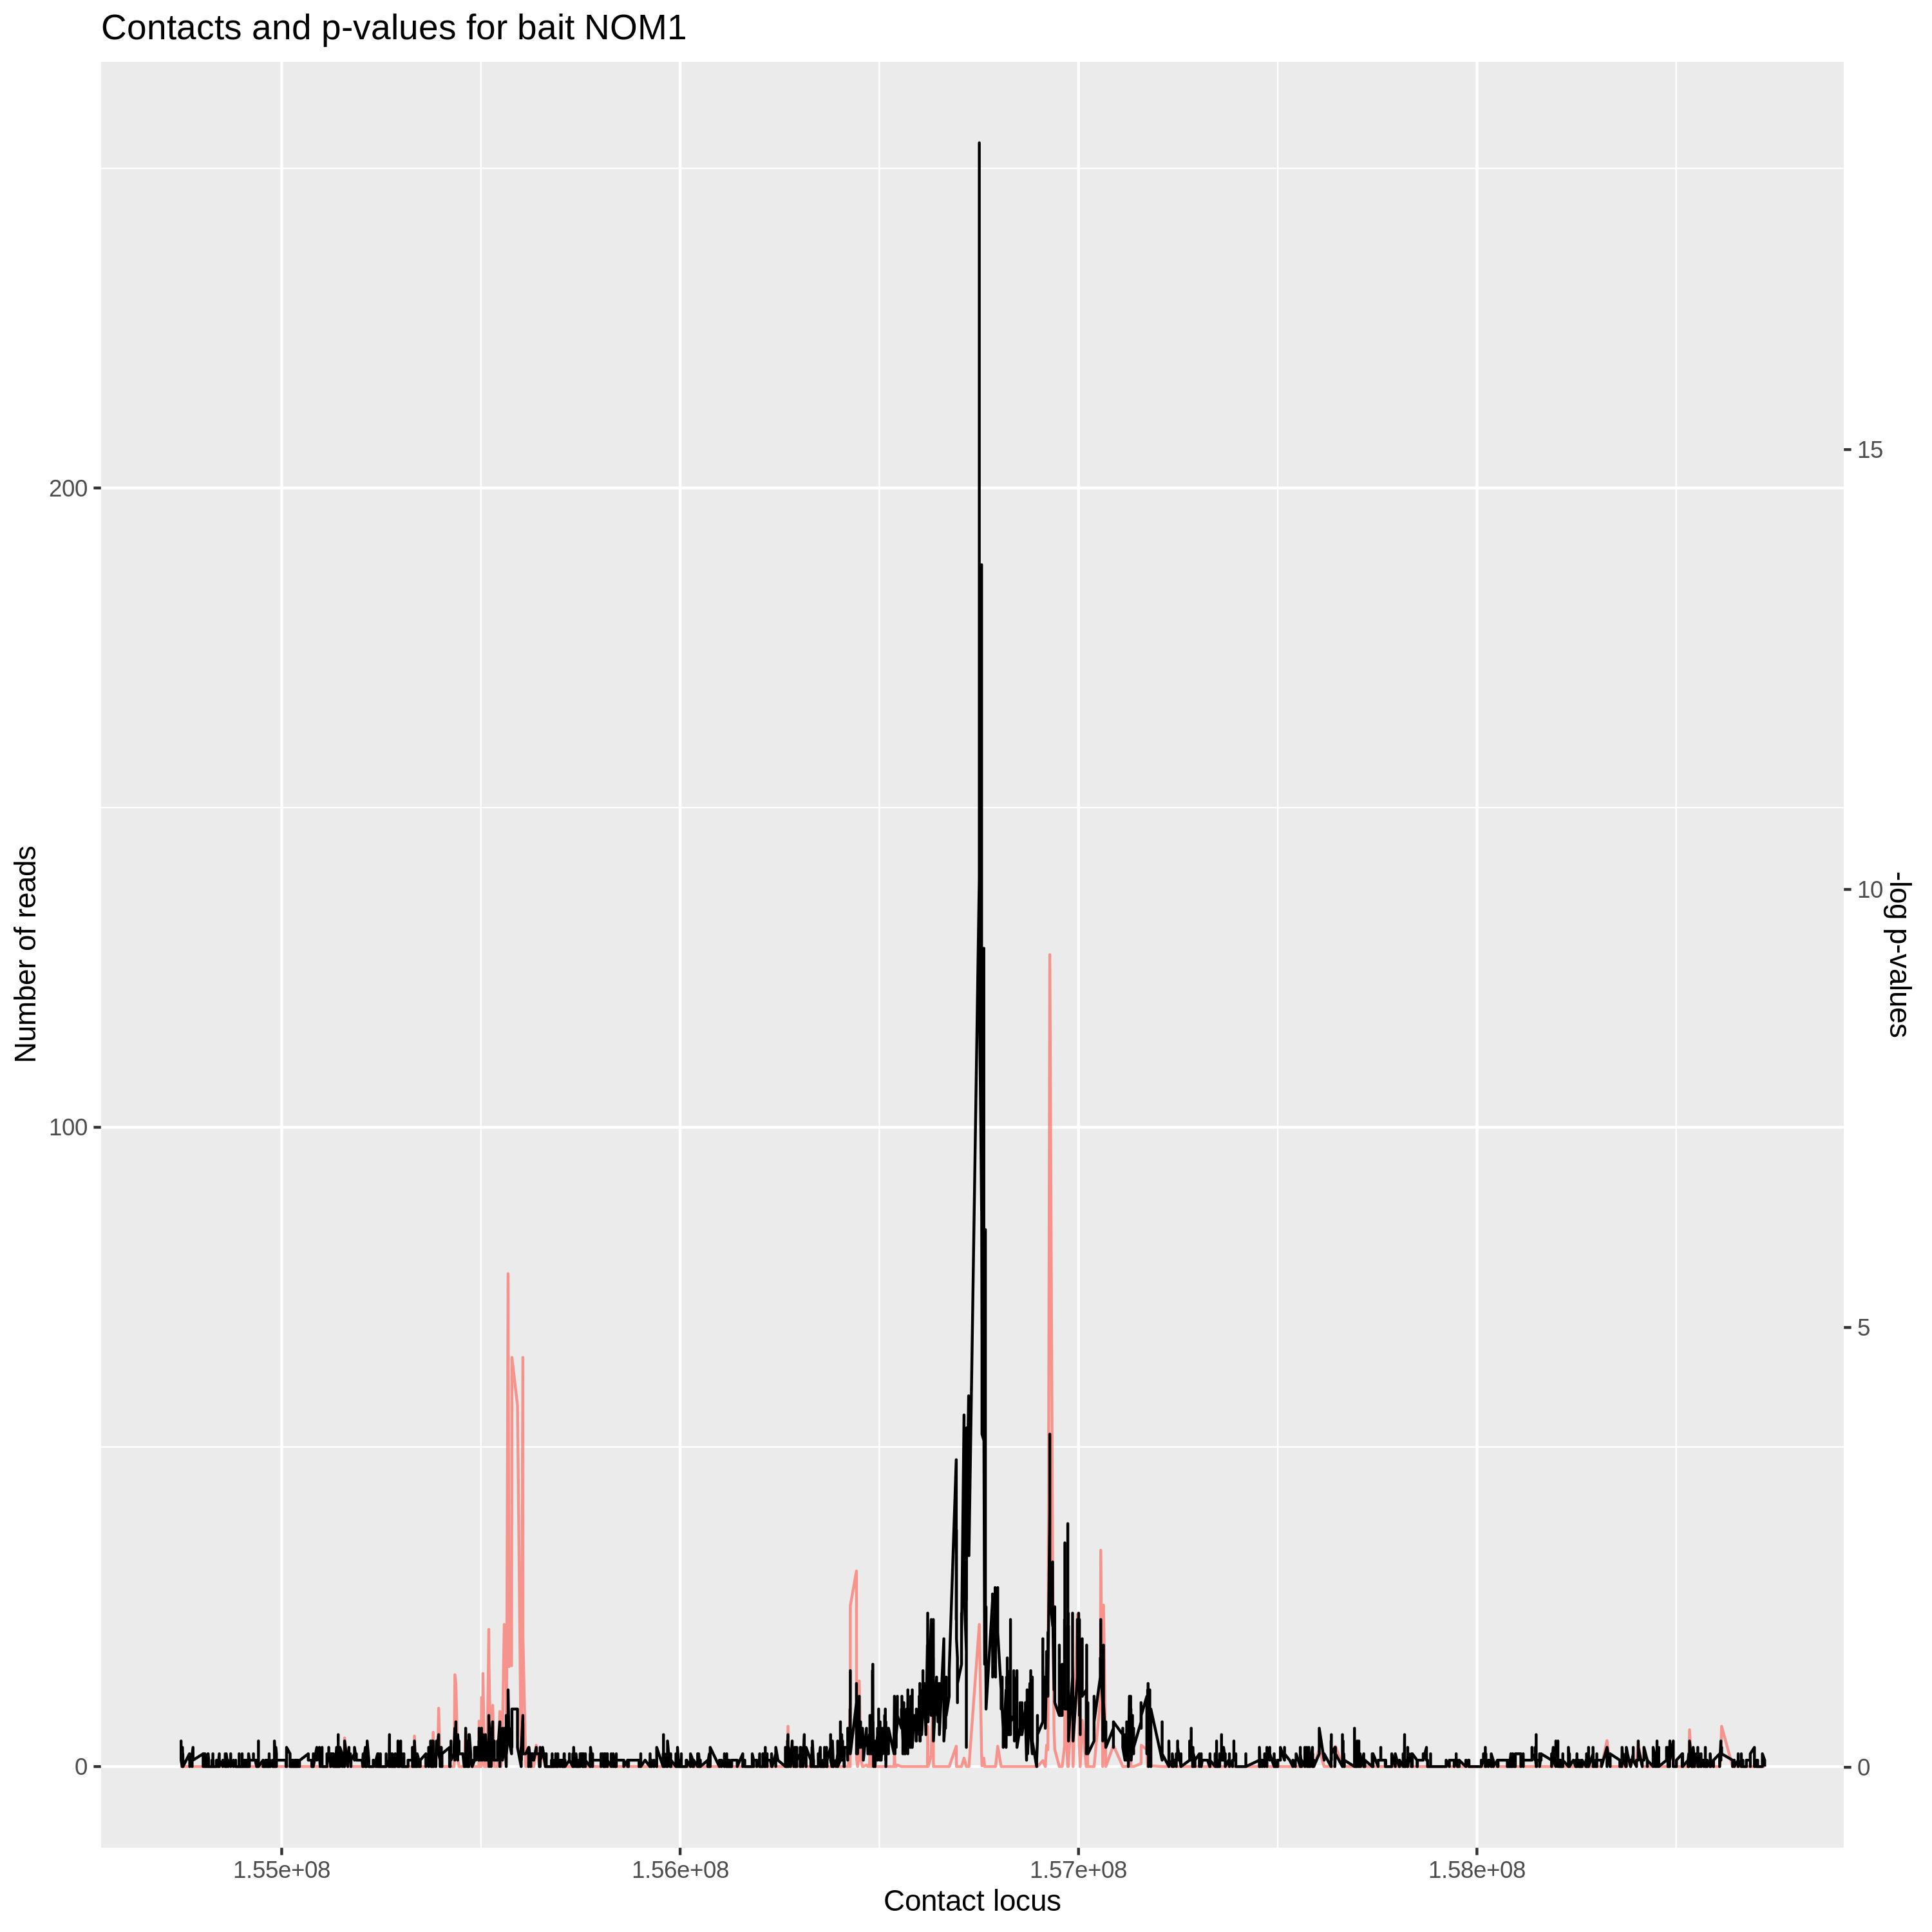 Contacts and p-values for bait NOM1
Number of reads
200
100
0
15
10
5
0
-log p-values
1.55e+08
1.56e+08
1.57e+08
1.58e+08
Contact locus